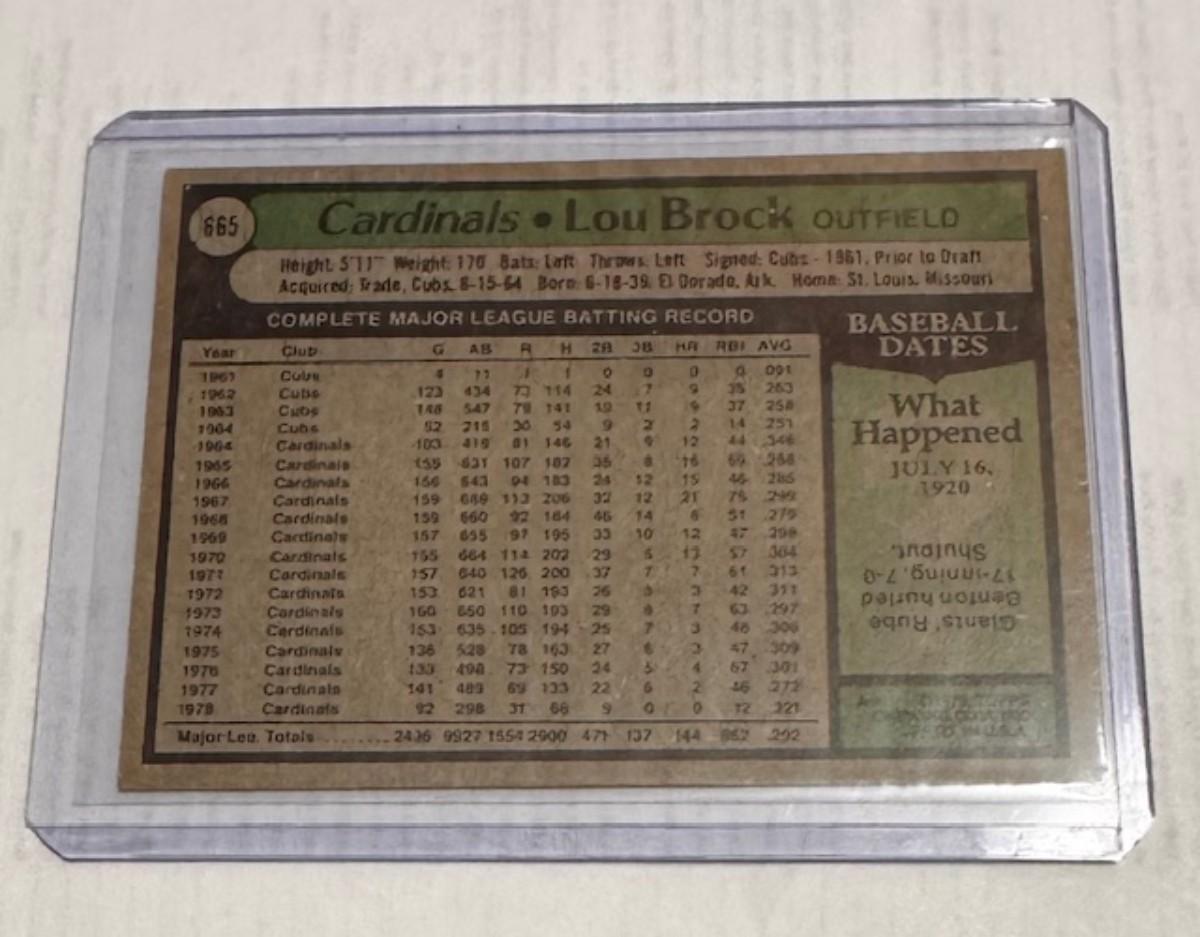 665
Cardinals • Lou Brock OUTFIELD
Height: 5'11" Weight: 170 Bats: Left Throws: Left Signed: Cubs - 1961, Prior to Draft
Acquired: Trade, Cubs, 6-15-64 Born: 6-18-39, El Dorado, Ark. Home: St. Louis, Missouri
COMPLETE MAJOR LEAGUE BATTING RECORD
Year Club G AB R H 2B 3B HR RBI AVG
1961 Cubs 4 11 1 1 0 0 0 0 .091
1962 Cubs 123 434 73 114 24 7 9 35 .263
1963 Cubs 148 547 79 141 19 11 9 37 .258
1964 Cubs 52 215 30 54 9 2 2 14 .251
1964 Cardinals 103 419 81 146 21 9 12 44 .348
1965 Cardinals 155 631 107 182 35 8 16 69 .288
1966 Cardinals 156 643 94 183 24 12 15 46 .285
1967 Cardinals 159 689 113 206 32 12 21 76 .299
1968 Cardinals 159 660 92 184 46 14 6 51 .279
1969 Cardinals 157 655 97 195 33 10 12 47 .298
1970 Cardinals 155 664 114 202 29 5 13 57 .304
1971 Cardinals 157 640 126 200 37 7 7 61 .313
1972 Cardinals 153 621 81 193 26 8 3 42 .311
1973 Cardinals 160 650 110 193 29 8 7 63 .297
1974 Cardinals 153 635 105 194 25 7 3 48 .306
1975 Cardinals 136 528 78 163 27 6 3 47 .309
1976 Cardinals 133 498 73 150 24 5 4 67 .301
1977 Cardinals 141 489 69 133 22 6 2 46 .272
1978 Cardinals 92 298 31 66 9 0 0 12 .221
Major Lea. Totals 2436 9927 1554 2900 471 137 144 862 .292
BASEBALL
DATES
What
Happened
JULY 16,
1920
Giants' Rube
Benton hurled
17-inning, 7-0
Shutout.